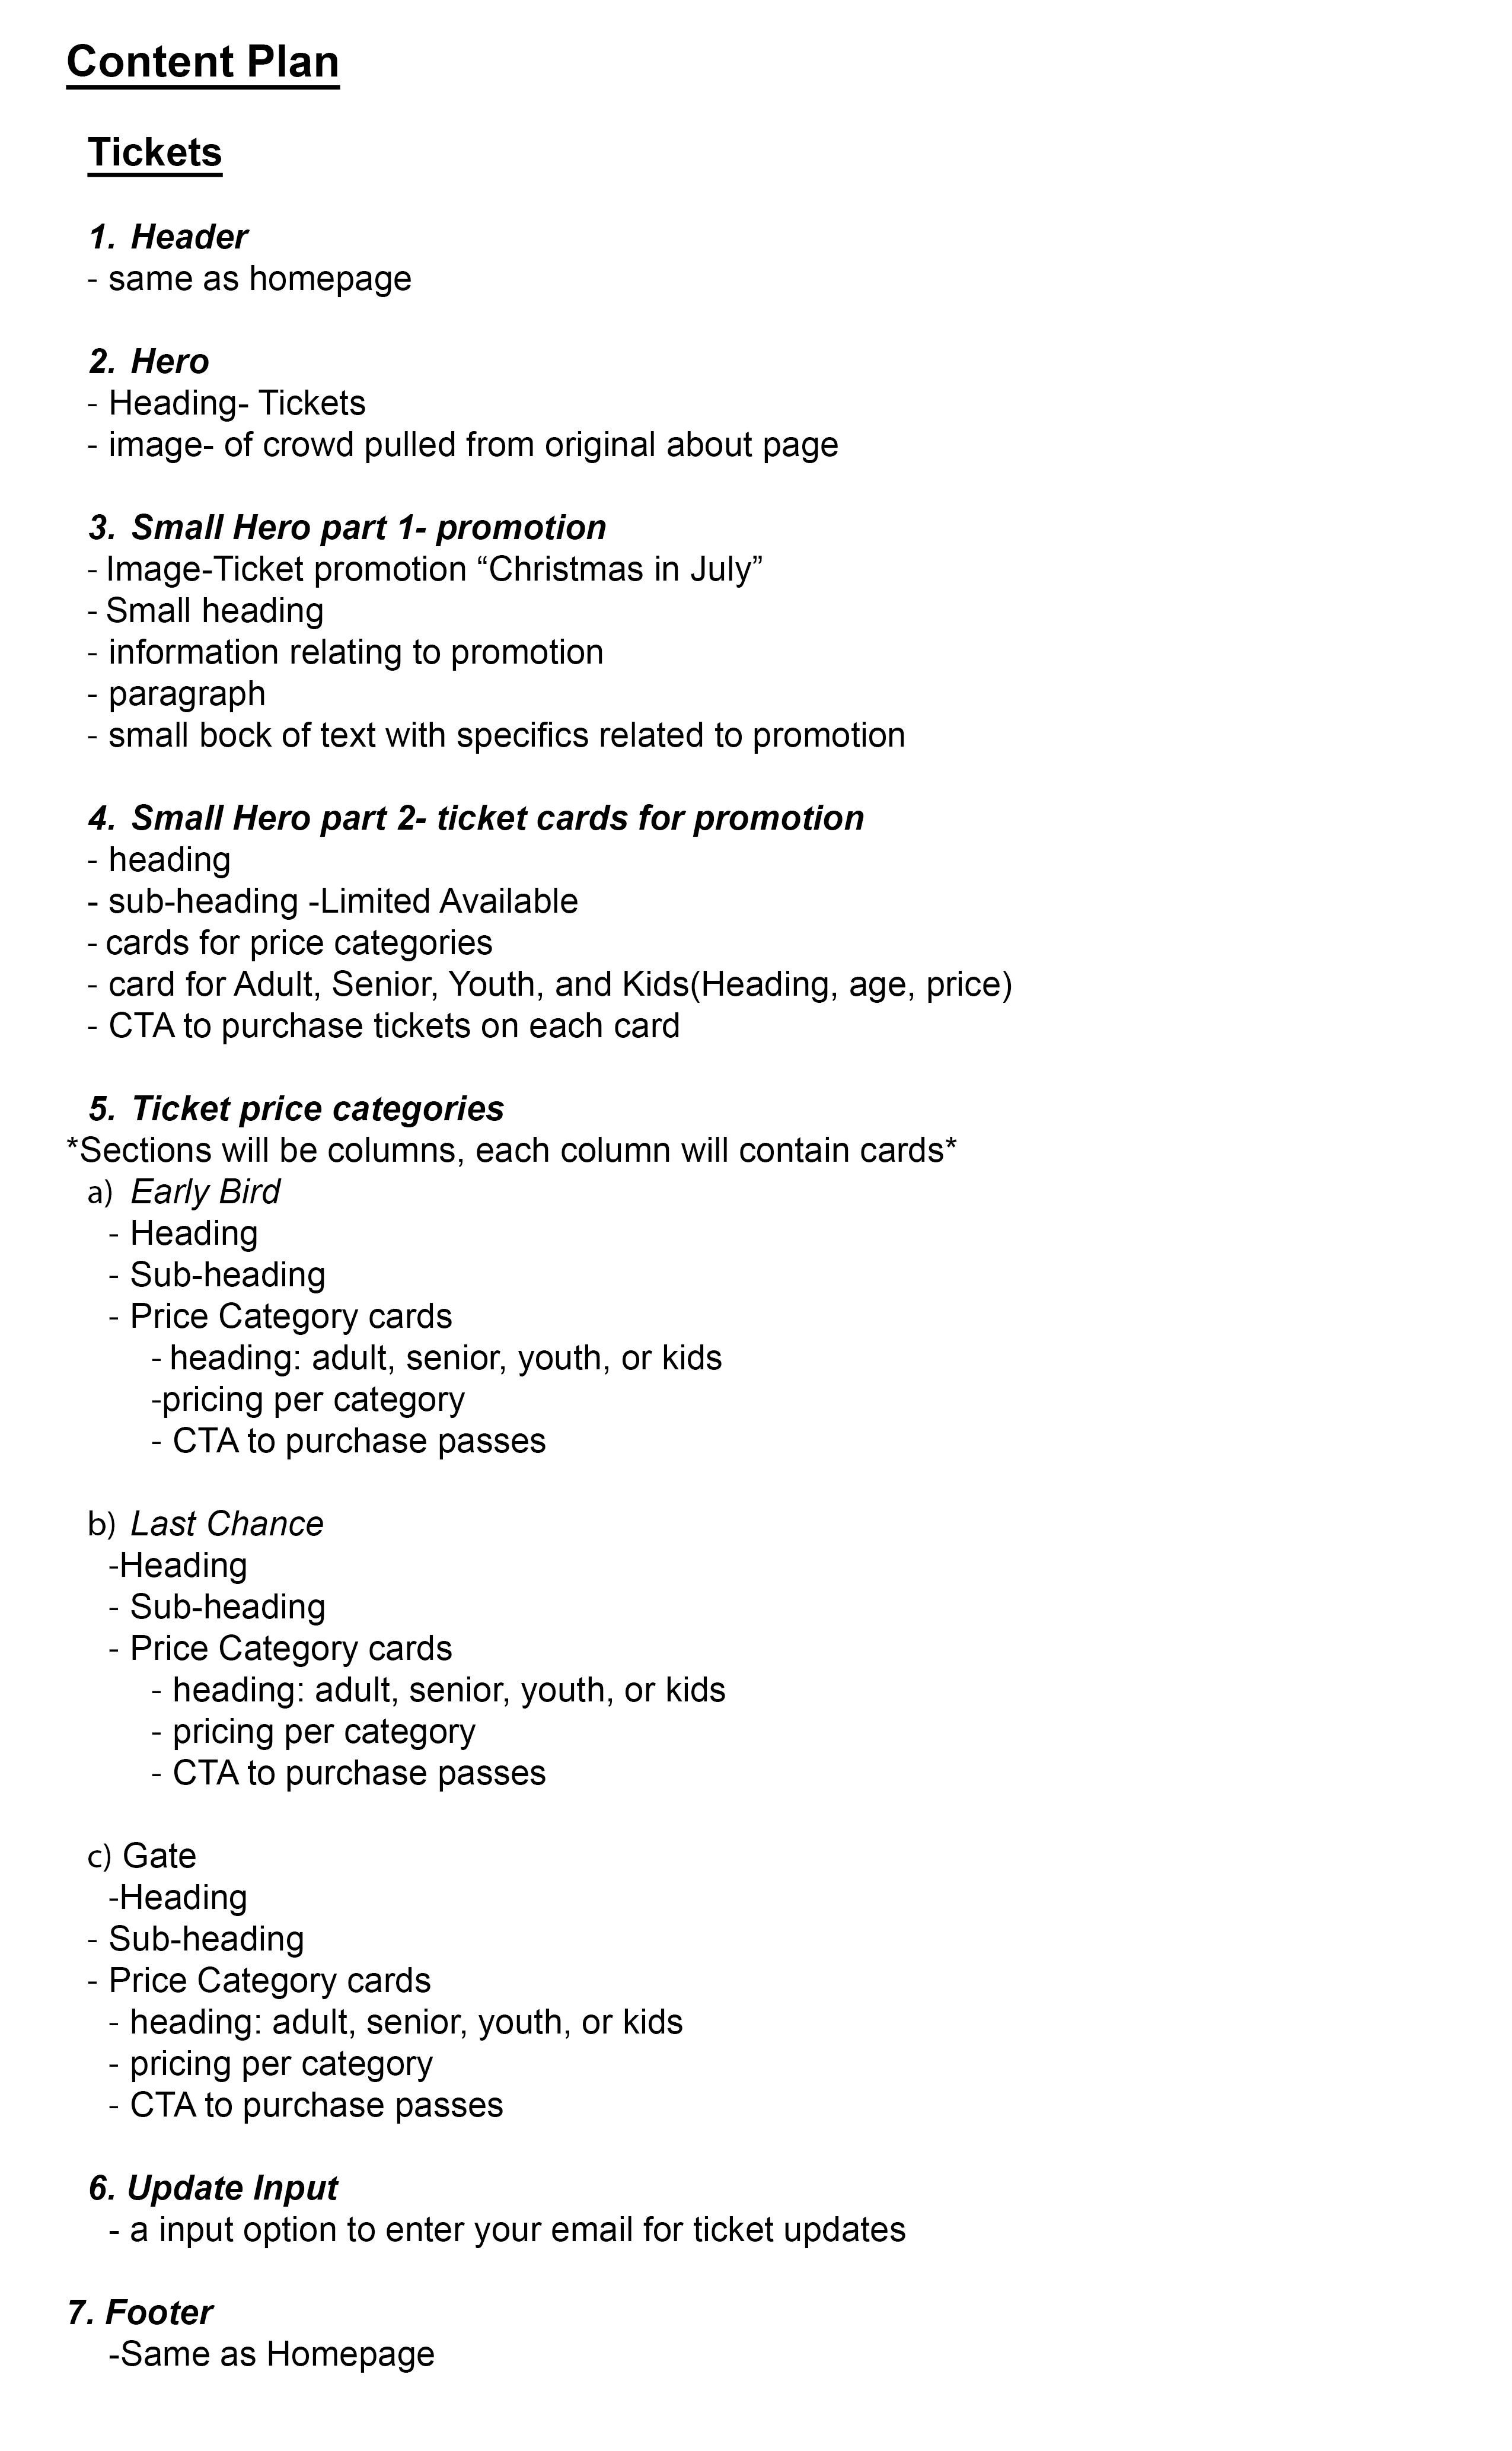 Content Plan
Tickets
1. Header
- same as homepage
2. Hero
- Heading- Tickets
- image- of crowd pulled from original about page
3. Small Hero part 1- promotion
- Image-Ticket promotion “Christmas in July”
- Small heading
- information relating to promotion
- paragraph
- small bock of text with specifics related to promotion
4. Small Hero part 2- ticket cards for promotion
- heading
- sub-heading -Limited Available
- cards for price categories
- card for Adult, Senior, Youth, and Kids(Heading, age, price)
- CTA to purchase tickets on each card
5. Ticket price categories
*Sections will be columns, each column will contain cards*
a) Early Bird
- Heading
- Sub-heading
- Price Category cards
- heading: adult, senior, youth, or kids
-pricing per category
- CTA to purchase passes
b) Last Chance
-Heading
- Sub-heading
- Price Category cards
- heading: adult, senior, youth, or kids
- pricing per category
- CTA to purchase passes
c) Gate
-Heading
- Sub-heading
- Price Category cards
- heading: adult, senior, youth, or kids
- pricing per category
- CTA to purchase passes
6. Update Input
- a input option to enter your email for ticket updates
7. Footer
-Same as Homepage